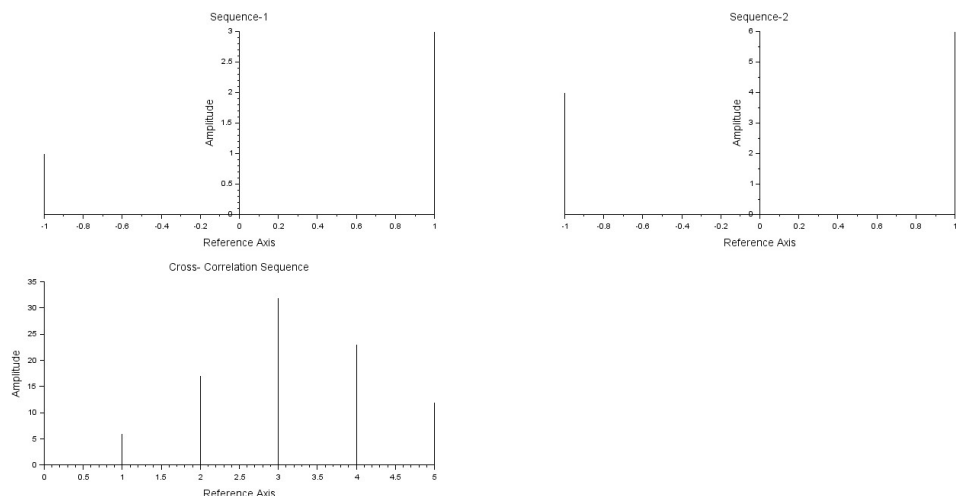 Sequence-1
3
2.5
2
1.5
1
0.5
0
Amplitude
-1 -0.8 -0.6 -0.4 -0.2 0 0.2 0.4 0.6 0.8 1
Reference Axis
Sequence-2
6
5
4
3
2
1
0
Amplitude
-1 -0.8 -0.6 -0.4 -0.2 0 0.2 0.4 0.6 0.8 1
Reference Axis
Cross- Correlation Sequence
35
30
25
20
15
10
5
0
Amplitude
0 0.5 1 1.5 2 2.5 3 3.5 4 4.5 5
Reference Axis